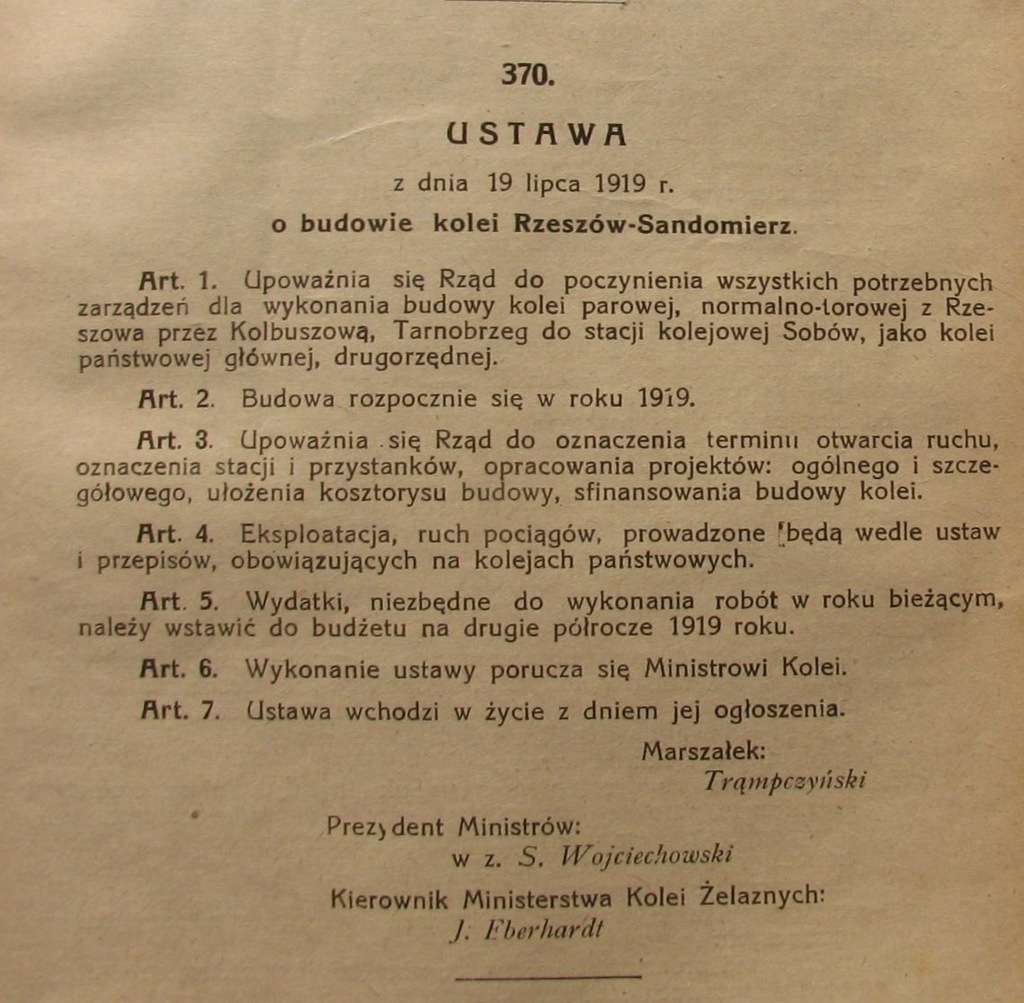 370.
USTAWA
z dnia 19 lipca 1919 r.
o budowie kolei Rzeszów-Sandomierz.
Art. 1. Upoważnia się Rząd do poczynienia wszystkich potrzebnych
zarządzeń dla wykonania budowy kolei parowej, normalno-torowej z Rze-
szowa przez Kolbuszową, Tarnobrzeg do stacji kolejowej Sobów, jako kolei
państwowej głównej, drugorzędnej.
Art. 2. Budowa rozpocznie się w roku 1919.
Art. 3. Upoważnia się Rząd do oznaczenia terminu otwarcia ruchu,
oznaczenia stacji i przystanków, opracowania projektów: ogólnego i szcze-
gółowego, ułożenia kosztorysu budowy, sfinansowania budowy kolei.
Art. 4. Eksploatacja, ruch pociągów, prowadzone będą wedle ustaw
i przepisów, obowiązujących na kolejach państwowych.
Art. 5. Wydatki, niezbędne do wykonania robót w roku bieżącym,
należy wstawić do budżetu na drugie półrocze 1919 roku.
Art. 6. Wykonanie ustawy porucza się Ministrowi Kolei.
Art. 7. Ustawa wchodzi w życie z dniem jej ogłoszenia.
Marszałek:
Trąmpczyński
Prezydent Ministrów:
w z. S. Wojciechowski
Kierownik Ministerstwa Kolei Żelaznych:
J. Eberhardt